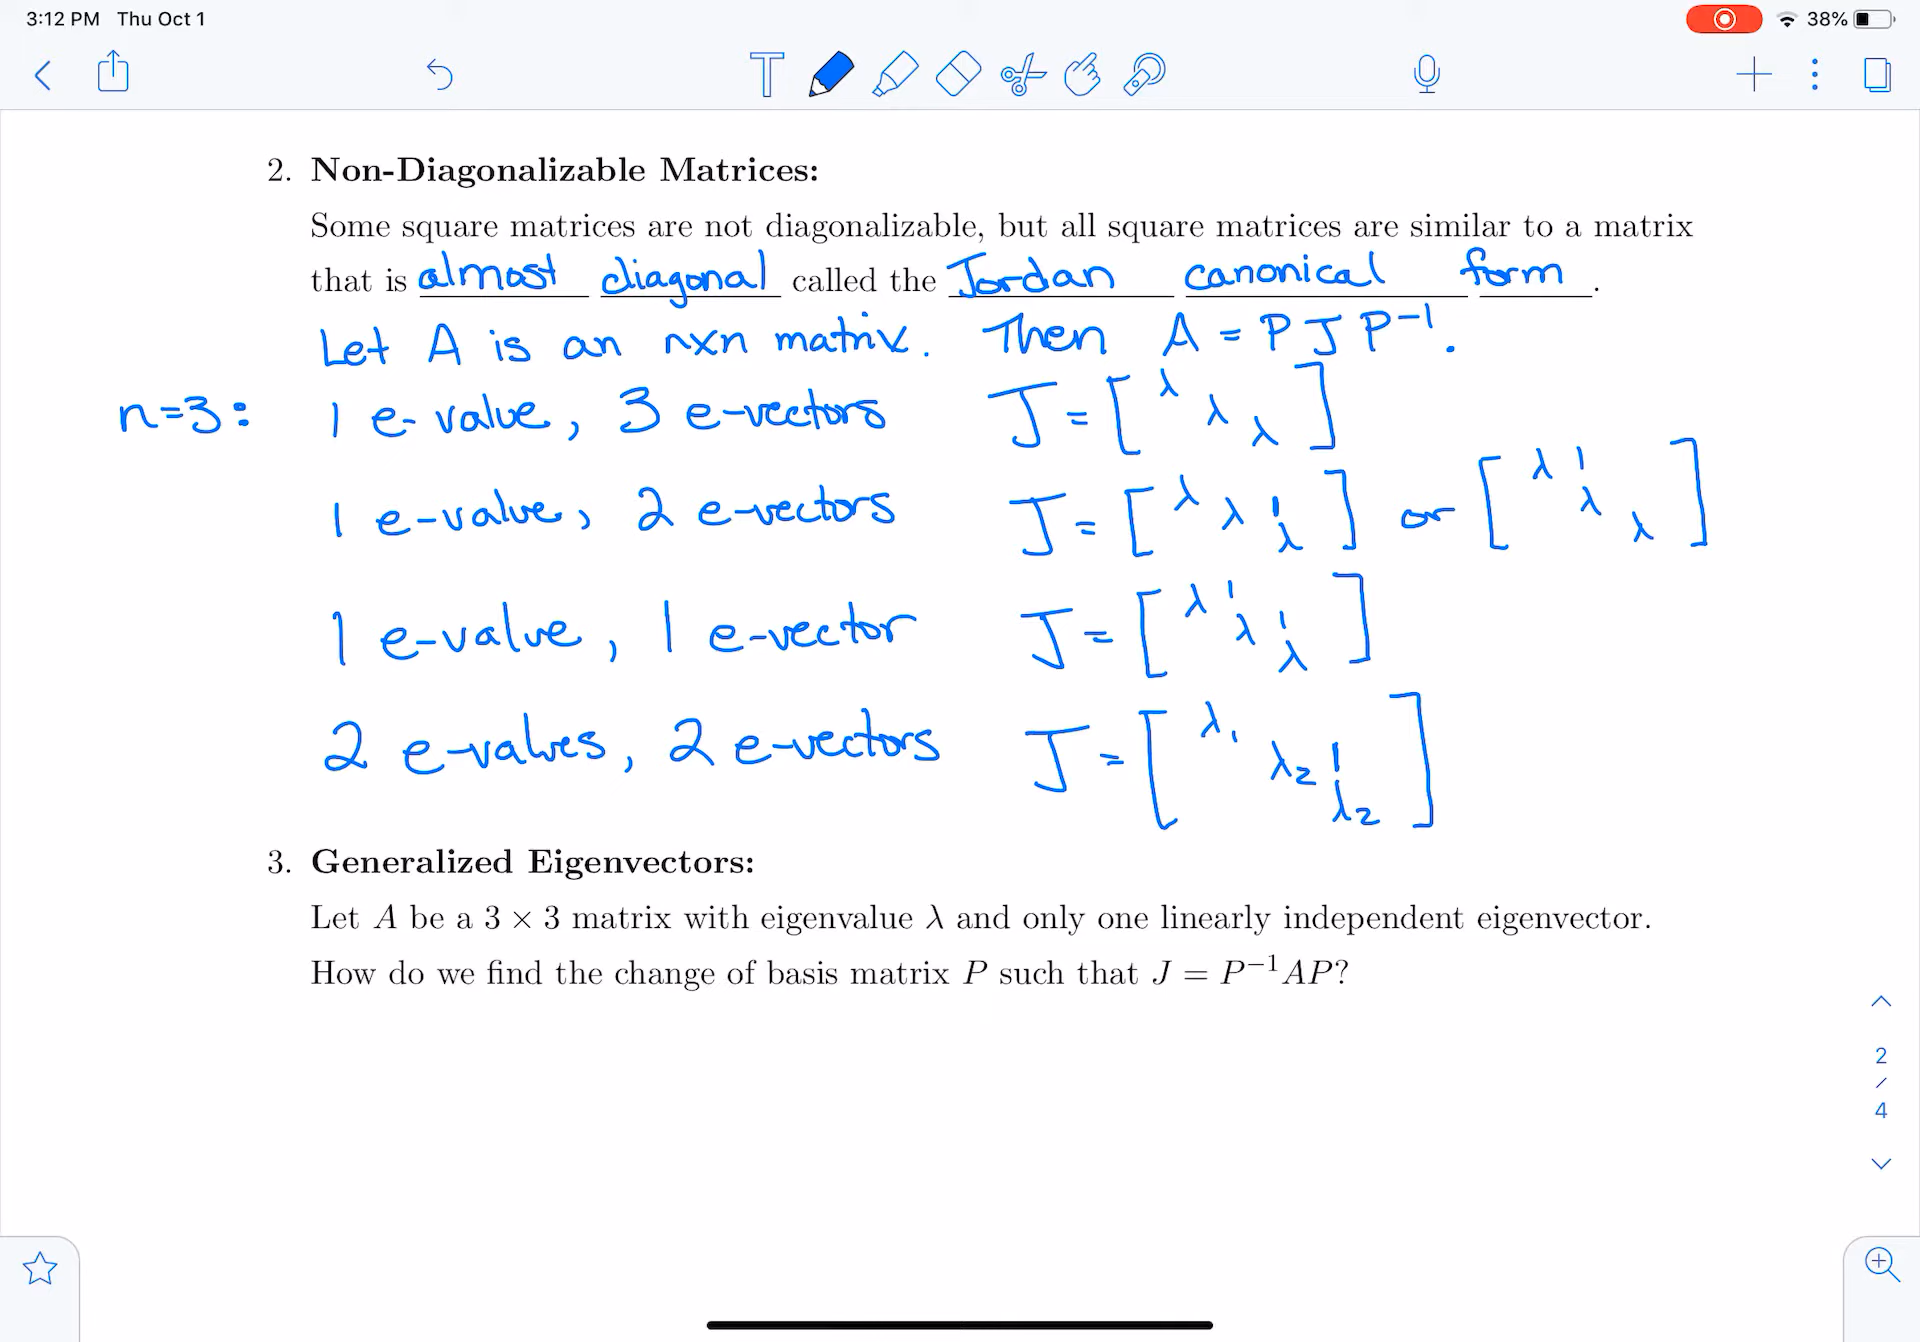 3:12 PM Thu Oct 1 38%
T
2. Non-Diagonalizable Matrices:
Some square matrices are not diagonalizable, but all square matrices are similar to a matrix
that is almost diagonal called the Jordan canonical form.
Let A is an n×n matrix. Then A = PJP⁻¹.
n=3: 1 e-value, 3 e-vectors J = [λ λ λ]
1 e-value, 2 e-vectors J = [λ λ 1 λ] or [λ 1 λ λ]
1 e-value, 1 e-vector J = [λ 1 λ 1 λ]
2 e-values, 2 e-vectors J = [λ₁ λ₂ 1 λ₂]
3. Generalized Eigenvectors:
Let A be a 3 × 3 matrix with eigenvalue λ and only one linearly independent eigenvector.
How do we find the change of basis matrix P such that J = P⁻¹AP?
2
/
4